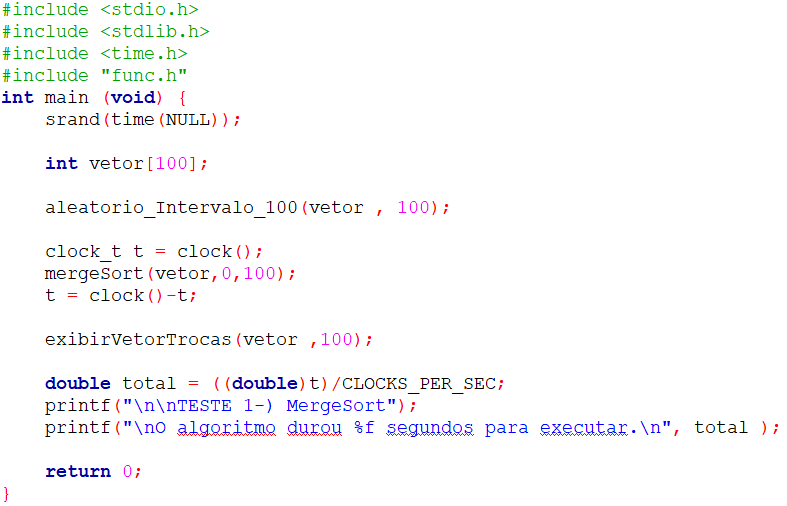 #include <stdio.h>
#include <stdlib.h>
#include <time.h>
#include "func.h"
int main (void) {
    srand(time(NULL));
    int vetor[100];
    aleatorio_Intervalo_100(vetor , 100);
    clock_t t = clock();
    mergeSort(vetor,0,100);
    t = clock()-t;
    exibirVetorTrocas(vetor ,100);
    double total = ((double)t)/CLOCKS_PER_SEC;
    printf("\n\nTESTE 1-) MergeSort");
    printf("\nO algoritmo durou %f segundos para executar.\n", total );
    return 0;
}